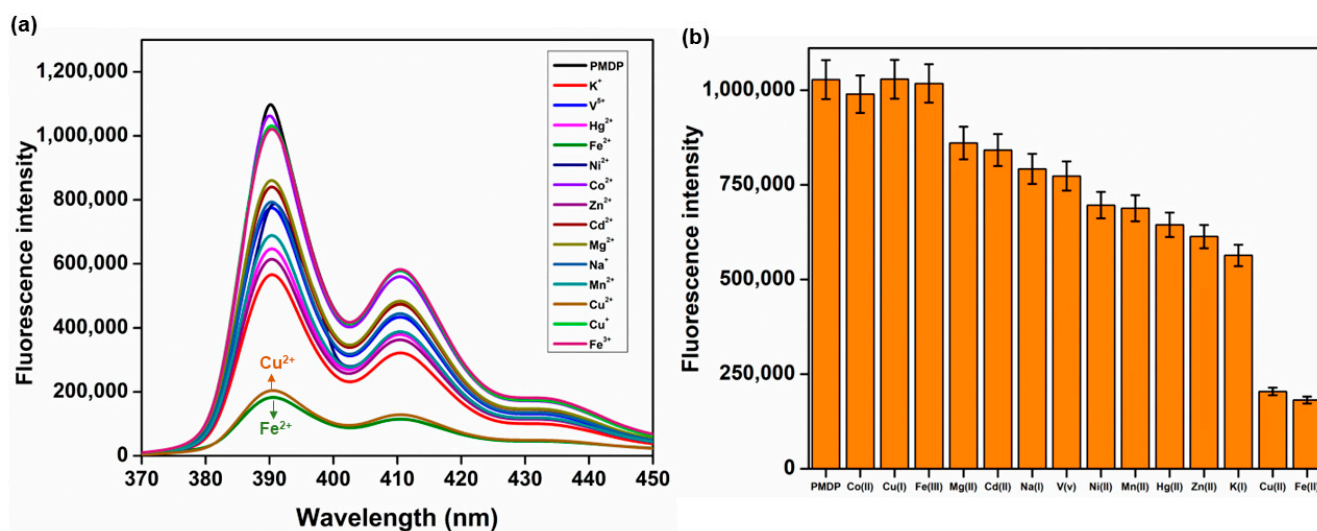 (a)
Fluorescence intensity
1,200,000
1,000,000
800,000
600,000
400,000
200,000
0
370 380 390 400 410 420 430 440 450
Wavelength (nm)
PMDP
K⁺
V⁵⁺
Hg²⁺
Fe²⁺
Ni²⁺
Co²⁺
Zn²⁺
Cd²⁺
Mg²⁺
Na⁺
Mn²⁺
Cu²⁺
Cu⁺
Fe³⁺
Cu²⁺
Fe²⁺
(b)
Fluorescence intensity
1,000,000
750,000
500,000
250,000
0
PMDP Co(II) Cu(I) Fe(III) Mg(II) Cd(II) Na(I) V(v) Ni(II) Mn(II) Hg(II) Zn(II) K(I) Cu(II) Fe(II)